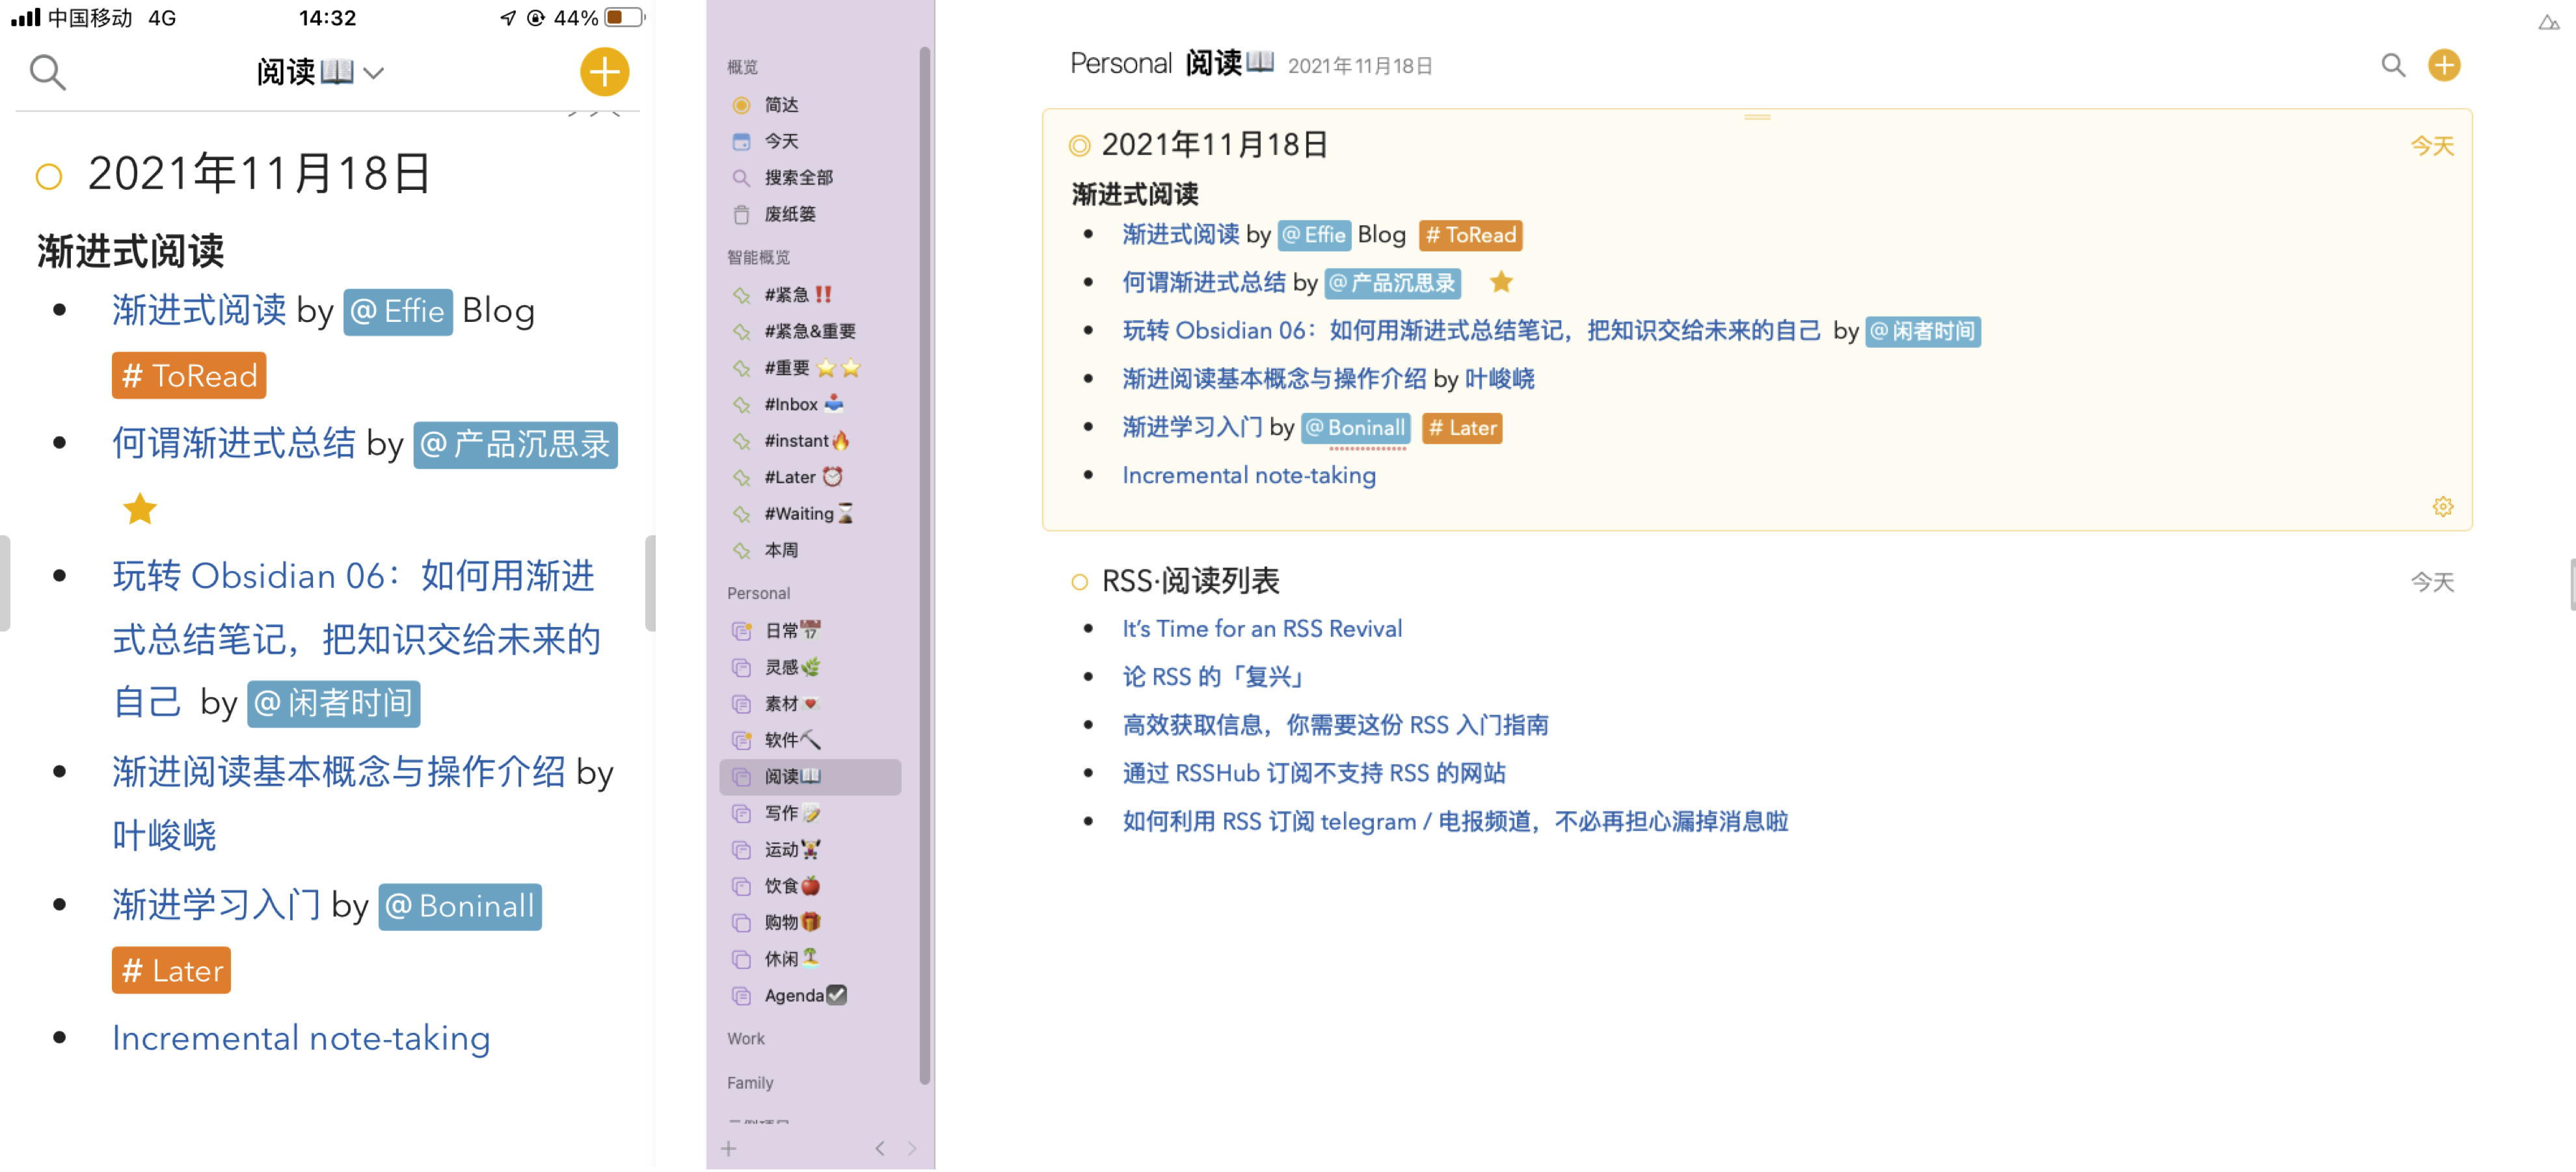 中国移动 4G 14:32 44%
阅读📖
2021年11月18日
渐进式阅读
• 渐进式阅读 by @Effie Blog
# ToRead
• 何谓渐进式总结 by @产品沉思录
• 玩转 Obsidian 06：如何用渐进
式总结笔记，把知识交给未来的
自己 by @闲者时间
• 渐进阅读基本概念与操作介绍 by
叶峻峣
• 渐进学习入门 by @Boninall
# Later
• Incremental note-taking
概览
简达
今天
搜索全部
废纸篓
智能概览
#紧急‼️
#紧急&重要
#重要⭐⭐
#Inbox 📥
#instant🔥
#Later ⏰
#Waiting⌛
本周
Personal
日常📅
灵感🌿
素材💌
软件⛏
阅读📖
写作📝
运动🏋
饮食🍎
购物🎁
休闲🏝
Agenda☑
Work
Family
Personal 阅读📖 2021年11月18日
2021年11月18日 今天
渐进式阅读
• 渐进式阅读 by @Effie Blog # ToRead
• 何谓渐进式总结 by @产品沉思录
• 玩转 Obsidian 06：如何用渐进式总结笔记，把知识交给未来的自己 by @闲者时间
• 渐进阅读基本概念与操作介绍 by 叶峻峣
• 渐进学习入门 by @Boninall # Later
• Incremental note-taking
RSS·阅读列表 今天
• It’s Time for an RSS Revival
• 论 RSS 的「复兴」
• 高效获取信息，你需要这份 RSS 入门指南
• 通过 RSSHub 订阅不支持 RSS 的网站
• 如何利用 RSS 订阅 telegram / 电报频道，不必再担心漏掉消息啦